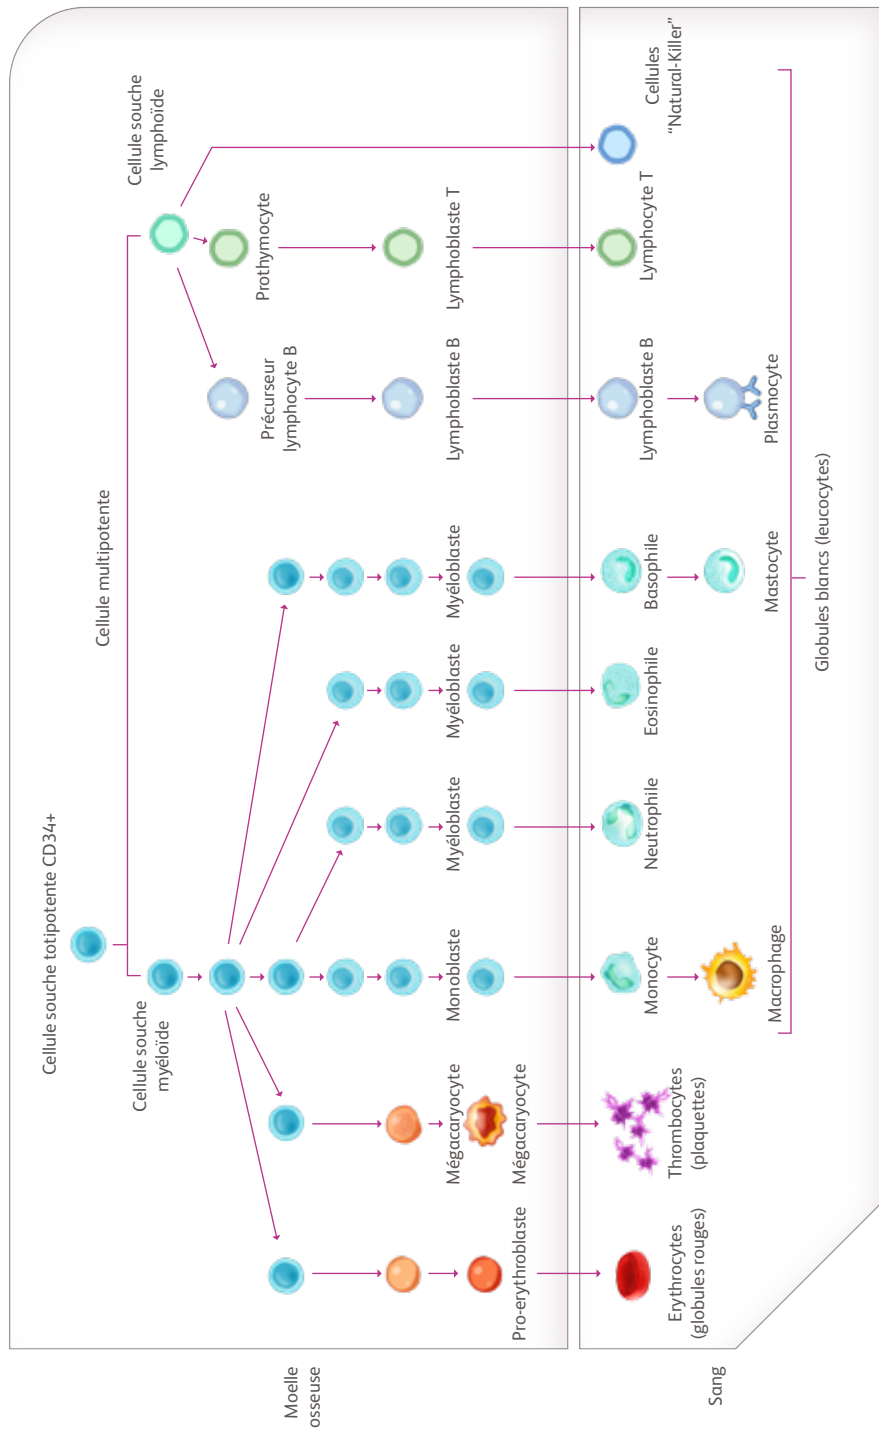 Cellule souche totipotente CD34+
Cellule multipotente
Cellule souche
myéloïde
Cellule souche
lymphoïde
Précurseur
lymphocyte B
Prothymocyte
Moelle
osseuse
Mégacaryocyte
Monoblaste
Myéloblaste
Myéloblaste
Myéloblaste
Lymphoblaste B
Lymphoblaste T
Pro-erythroblaste
Mégacaryocyte
Erythrocytes
(globules rouges)
Thrombocytes
(plaquettes)
Monocyte
Neutrophile
Eosinophile
Basophile
Lymphoblaste B
Lymphocyte T
Cellules
“Natural-Killer”
Sang
Macrophage
Mastocyte
Plasmocyte
Globules blancs (leucocytes)